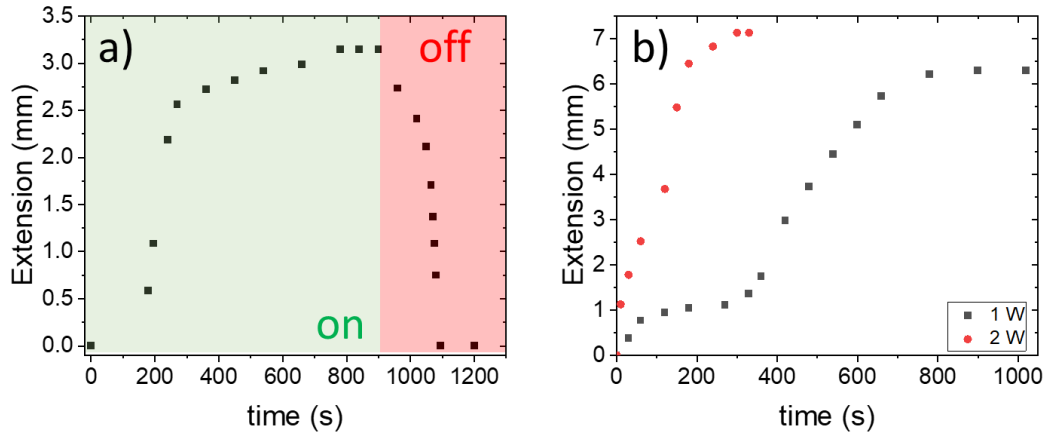 a)
off
on
3.5
3.0
2.5
2.0
1.5
1.0
0.5
0.0
Extension (mm)
0 200 400 600 800 1000 1200
time (s)
b)
7
6
5
4
3
2
1
0
Extension (mm)
1 W
2 W
0 200 400 600 800 1000
time (s)